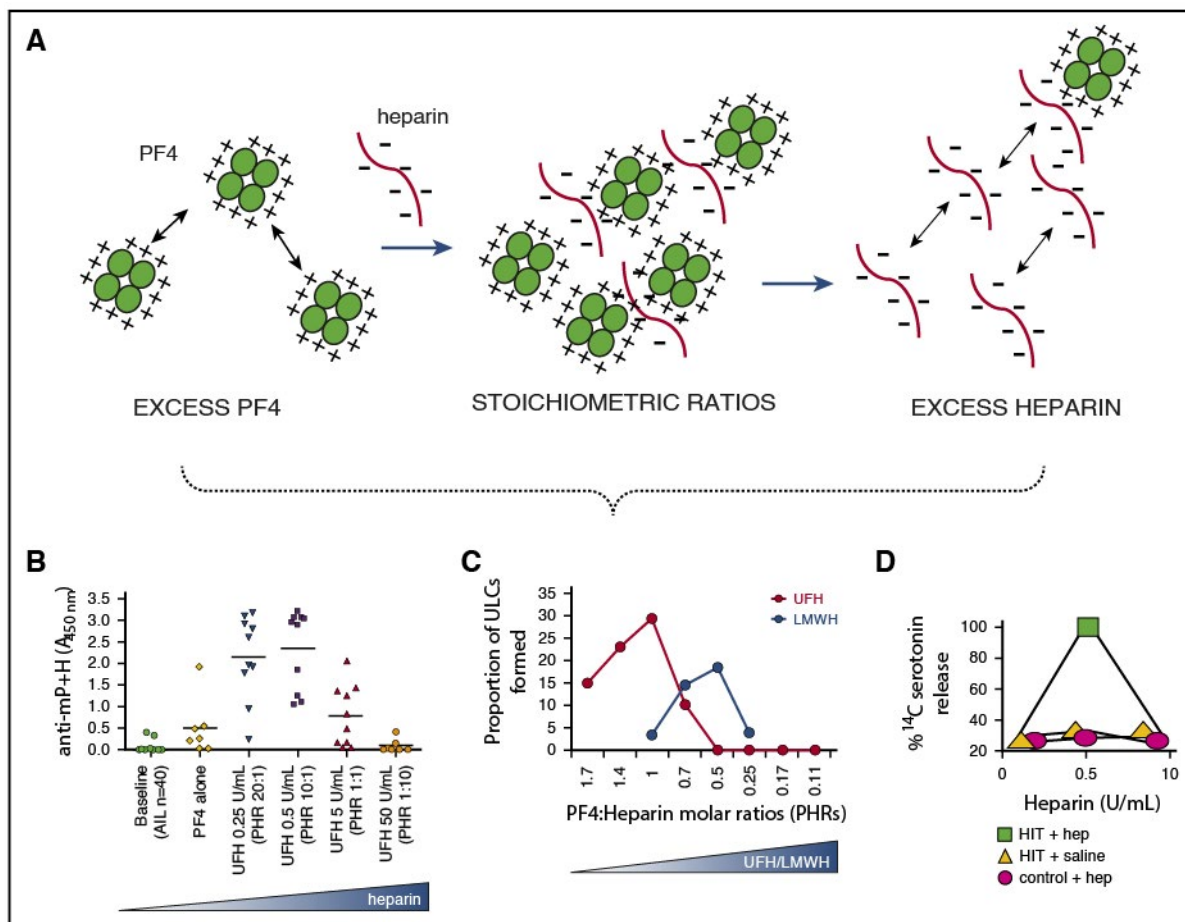 A
PF4
heparin
EXCESS PF4
STOICHIOMETRIC RATIOS
EXCESS HEPARIN
B
anti-mP+H (A450 nm)
3.5
3.0
2.5
2.0
1.5
1.0
0.5
0.0
Baseline
(AIL n=40)
PF4 alone
UFH 0.25 U/mL
(PHR 20:1)
UFH 0.5 U/mL
(PHR 10:1)
UFH 5 U/mL
(PHR 1:1)
UFH 50 U/mL
(PHR 1:10)
heparin
C
Proportion of ULCs
formed
35
30
25
20
15
10
5
0
UFH
LMWH
1.7
1.4
1
0.7
0.5
0.25
0.17
0.11
PF4:Heparin molar ratios (PHRs)
UFH/LMWH
D
% 14C serotonin
release
100
80
60
40
20
0
0.5
10
Heparin (U/mL)
HIT + hep
HIT + saline
control + hep